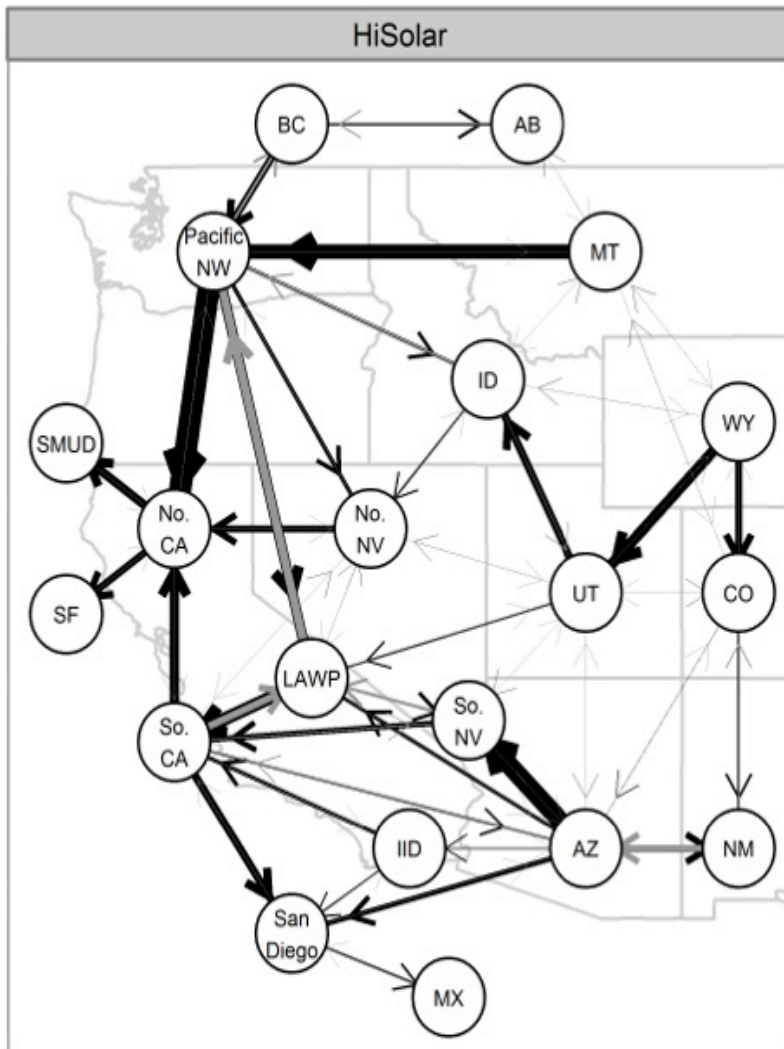 HiSolar
BC
AB
Pacific
NW
MT
ID
WY
SMUD
No.
CA
No.
NV
UT
CO
SF
LAWP
So.
NV
So.
CA
IID
AZ
NM
San
Diego
MX